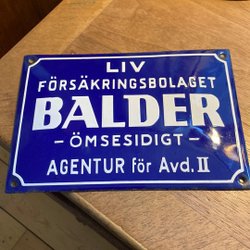 LIV
FÖRSÄKRINGSBOLAGET
BALDER
- ÖMSESIDIGT -
AGENTUR för Avd. II